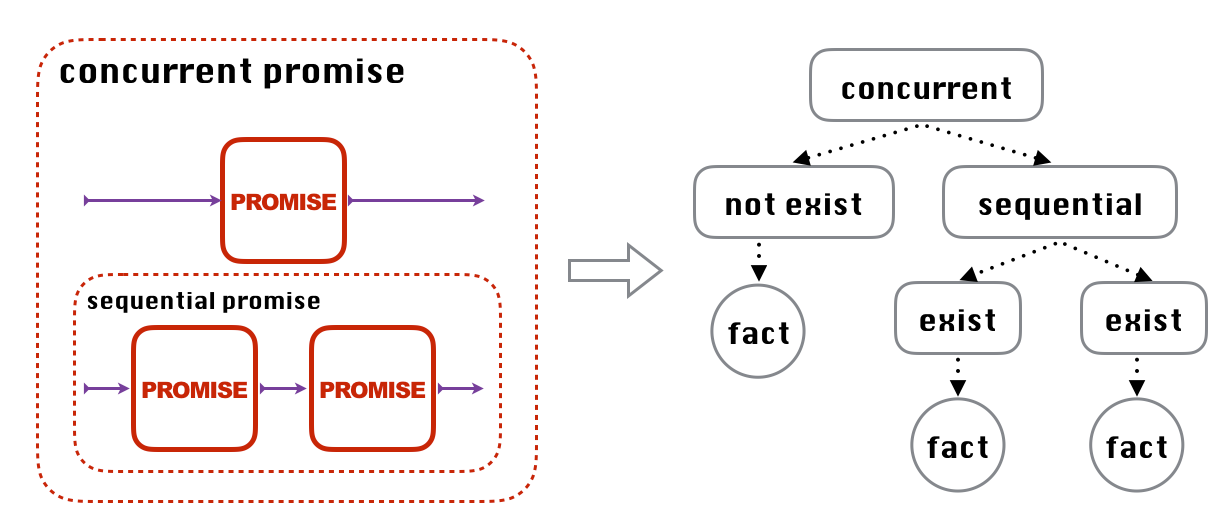 concurrent promise
PROMISE
sequential promise
PROMISE
PROMISE
concurrent
not exist
sequential
fact
exist
exist
fact
fact